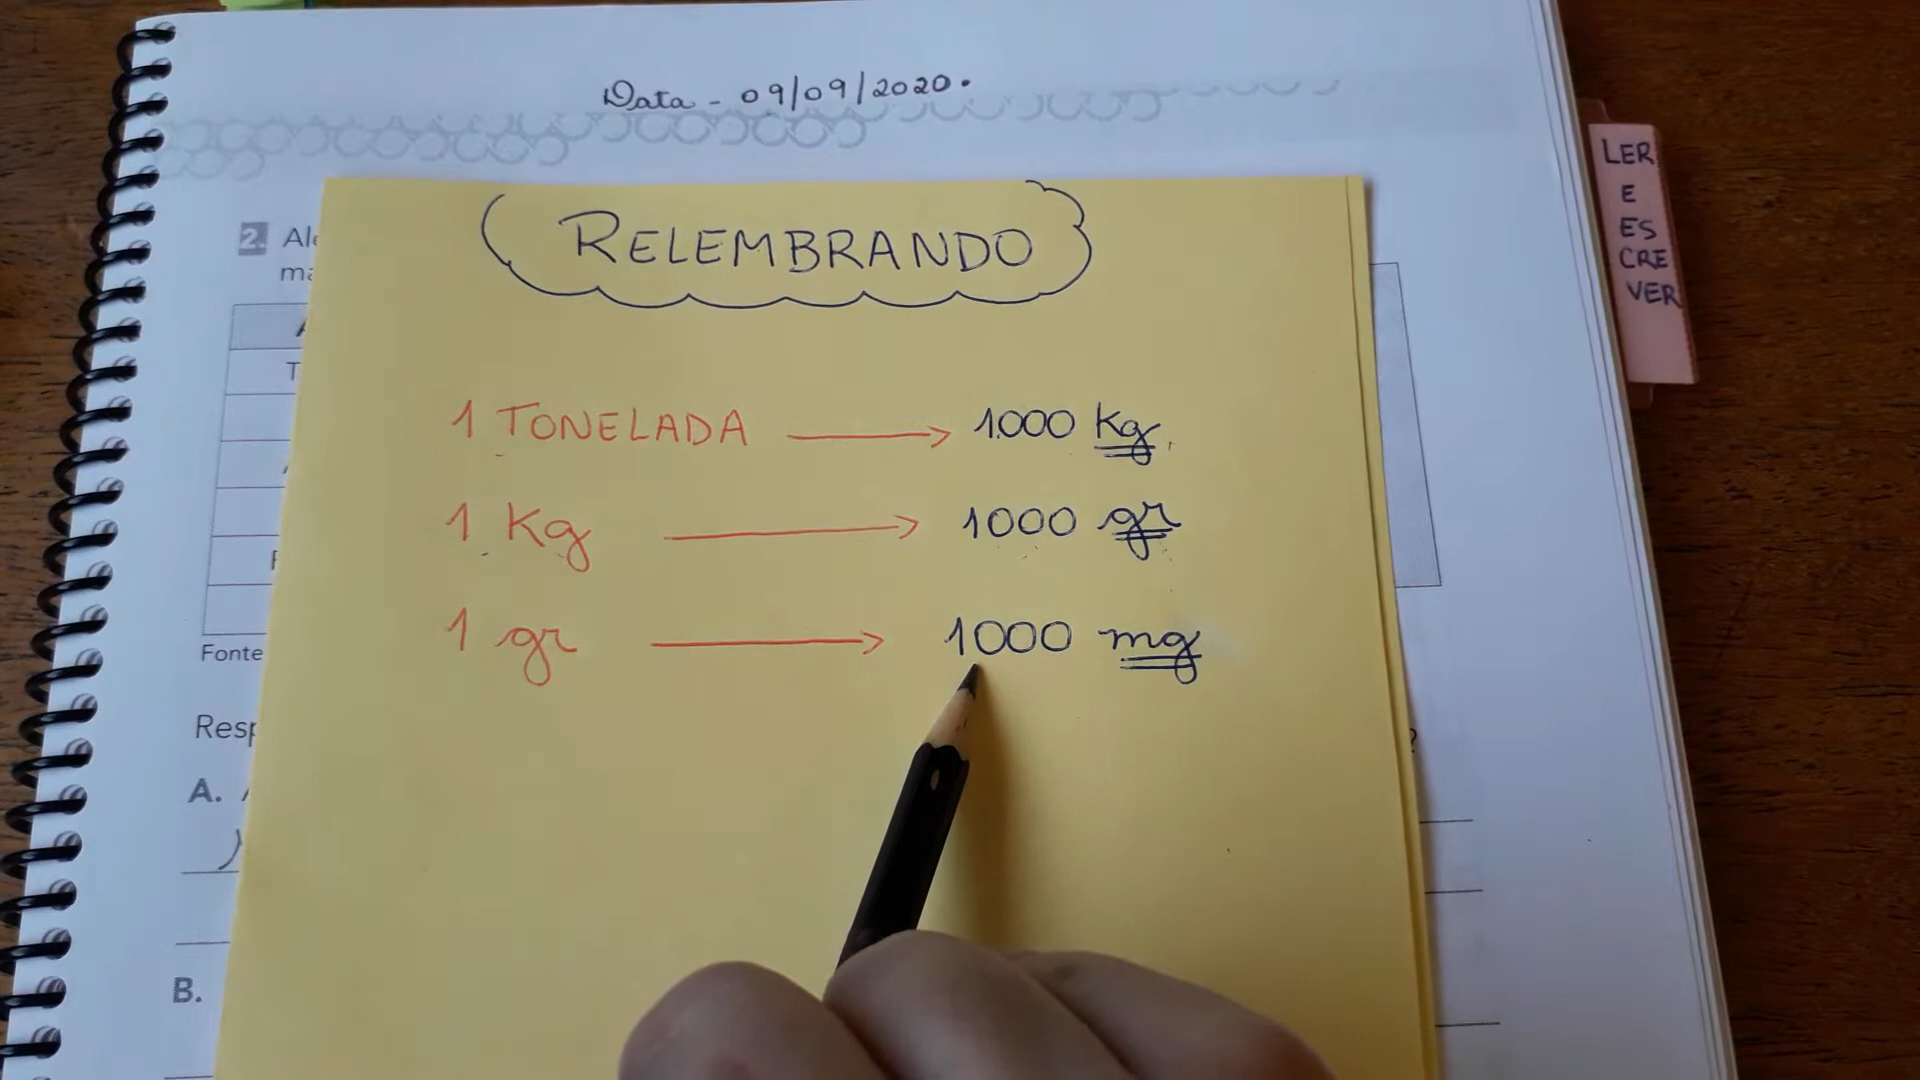 Data - 09/09/2020.
LER
E
ES
CRE
VER
RELEMBRANDO
2.
1 TONELADA → 1.000 Kg
1 Kg → 1000 gr
1 gr → 1000 mg
Fonte
A.
B.